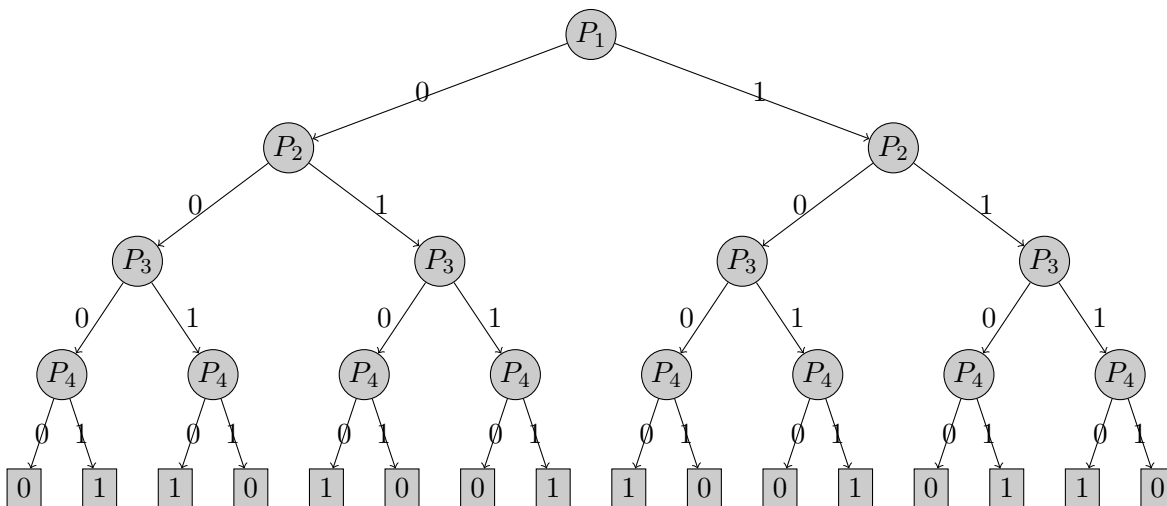 P₁
0 1
P₂ P₂
0 1 0 1
P₃ P₃ P₃ P₃
0 1 0 1 0 1 0 1
P₄ P₄ P₄ P₄ P₄ P₄ P₄ P₄
0 1 0 1 0 1 0 1 0 1 0 1 0 1 0 1
0 1 1 0 1 0 0 1 1 0 0 1 0 1 1 0